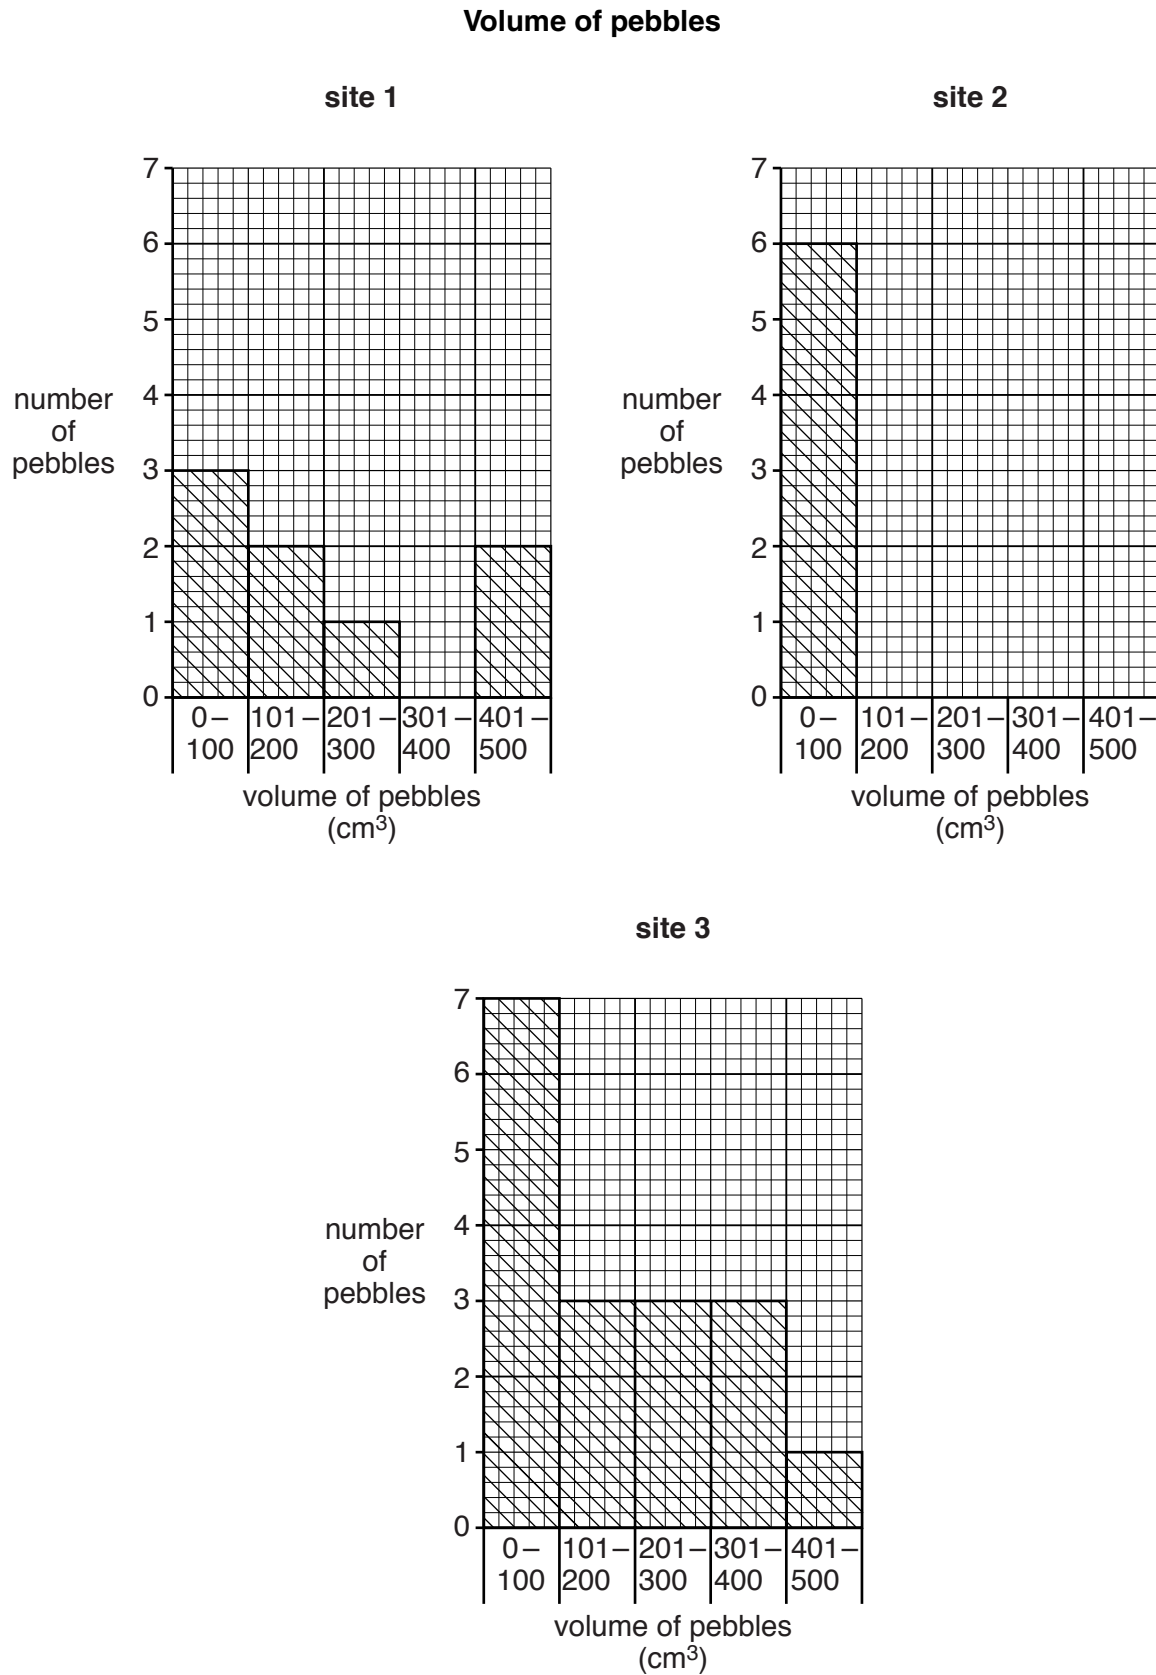 Volume of pebbles
site 1
7
6
5
4
3
2
1
0
number
of
pebbles
0– 101– 201– 301– 401–
100 200 300 400 500
volume of pebbles
(cm³)
site 2
7
6
5
4
3
2
1
0
number
of
pebbles
0– 101– 201– 301– 401–
100 200 300 400 500
volume of pebbles
(cm³)
site 3
7
6
5
4
3
2
1
0
number
of
pebbles
0– 101– 201– 301– 401–
100 200 300 400 500
volume of pebbles
(cm³)